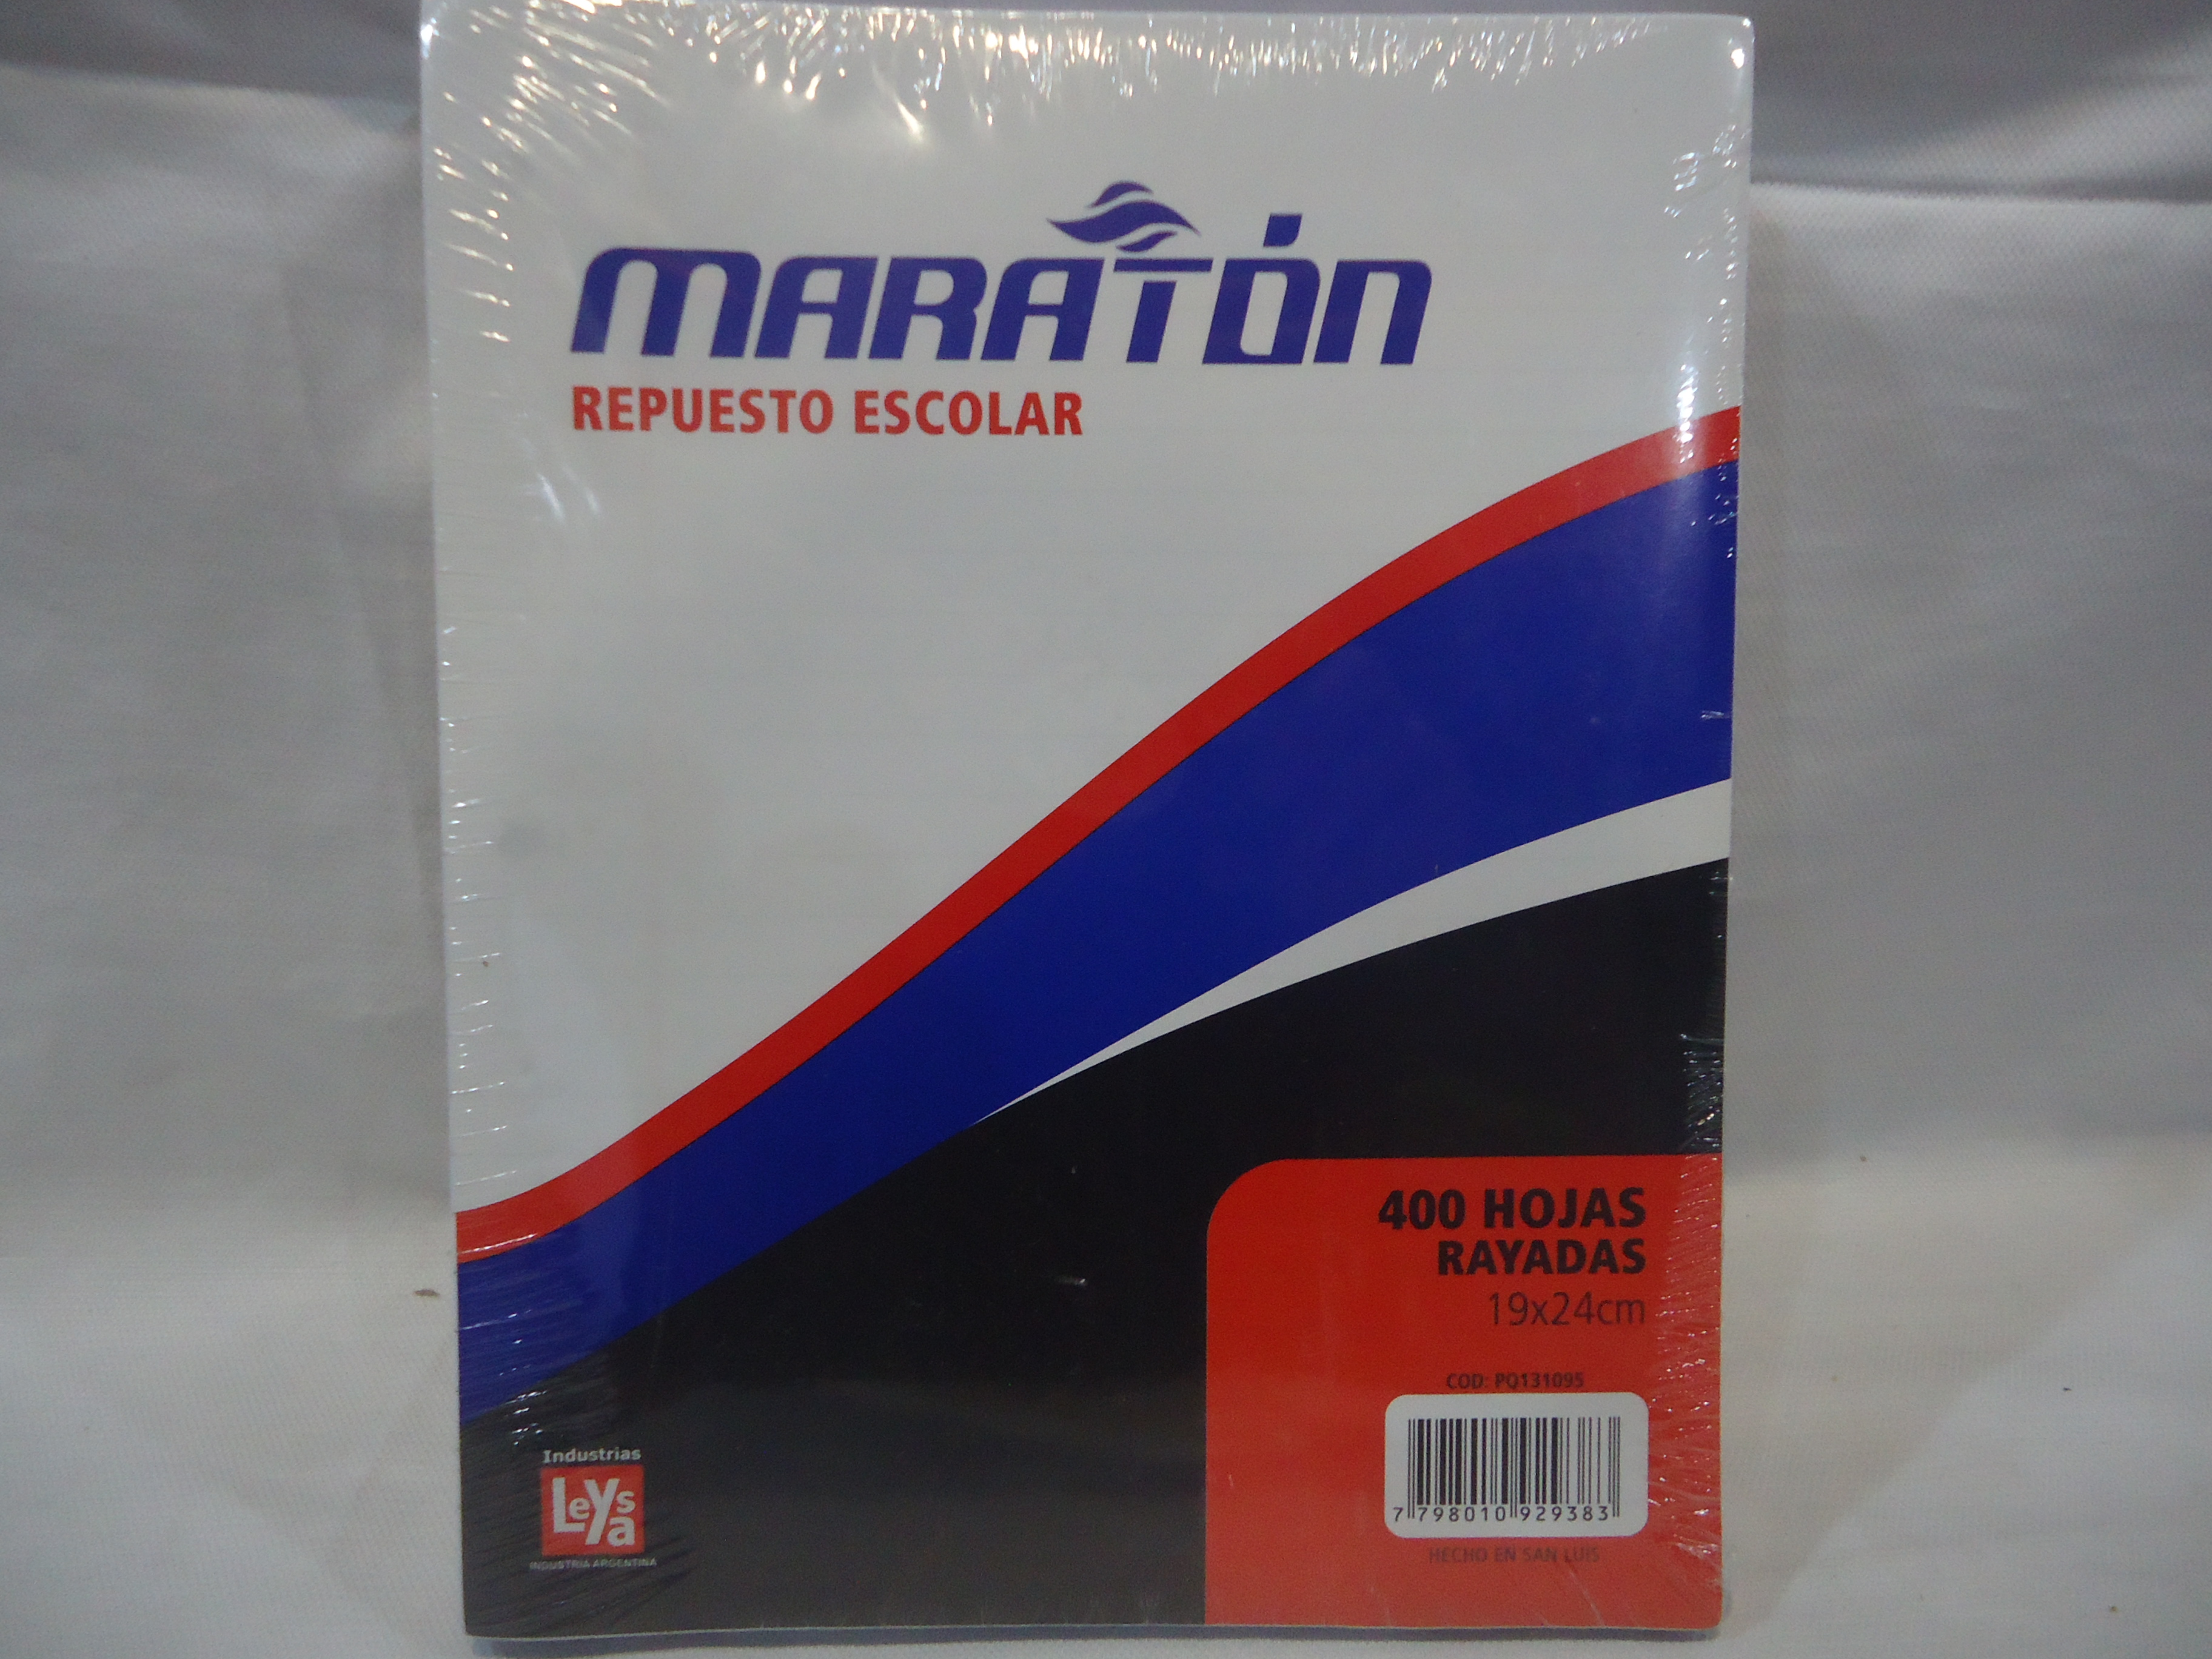 MARATÓN
REPUESTO ESCOLAR
400 HOJAS
RAYADAS
19x24cm
COD: PQ131095
7 798010 929383
HECHO EN SAN LUIS
Industrias
Leysa
INDUSTRIA ARGENTINA